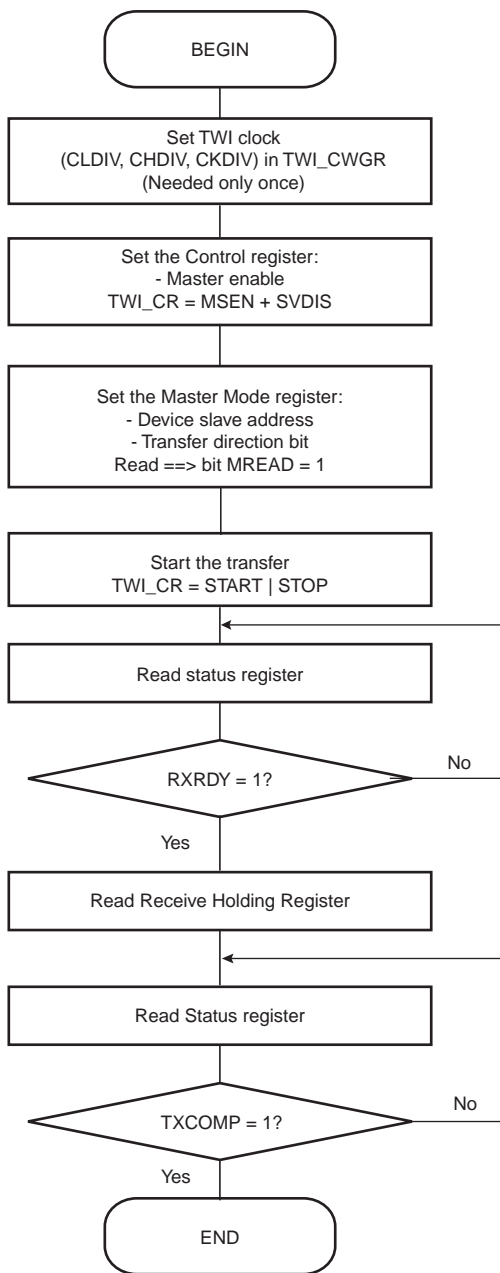 BEGIN
Set TWI clock
(CLDIV, CHDIV, CKDIV) in TWI_CWGR
(Needed only once)
Set the Control register:
- Master enable
TWI_CR = MSEN + SVDIS
Set the Master Mode register:
- Device slave address
- Transfer direction bit
Read ==> bit MREAD = 1
Start the transfer
TWI_CR = START | STOP
Read status register
RXRDY = 1?
No
Yes
Read Receive Holding Register
Read Status register
TXCOMP = 1?
No
Yes
END